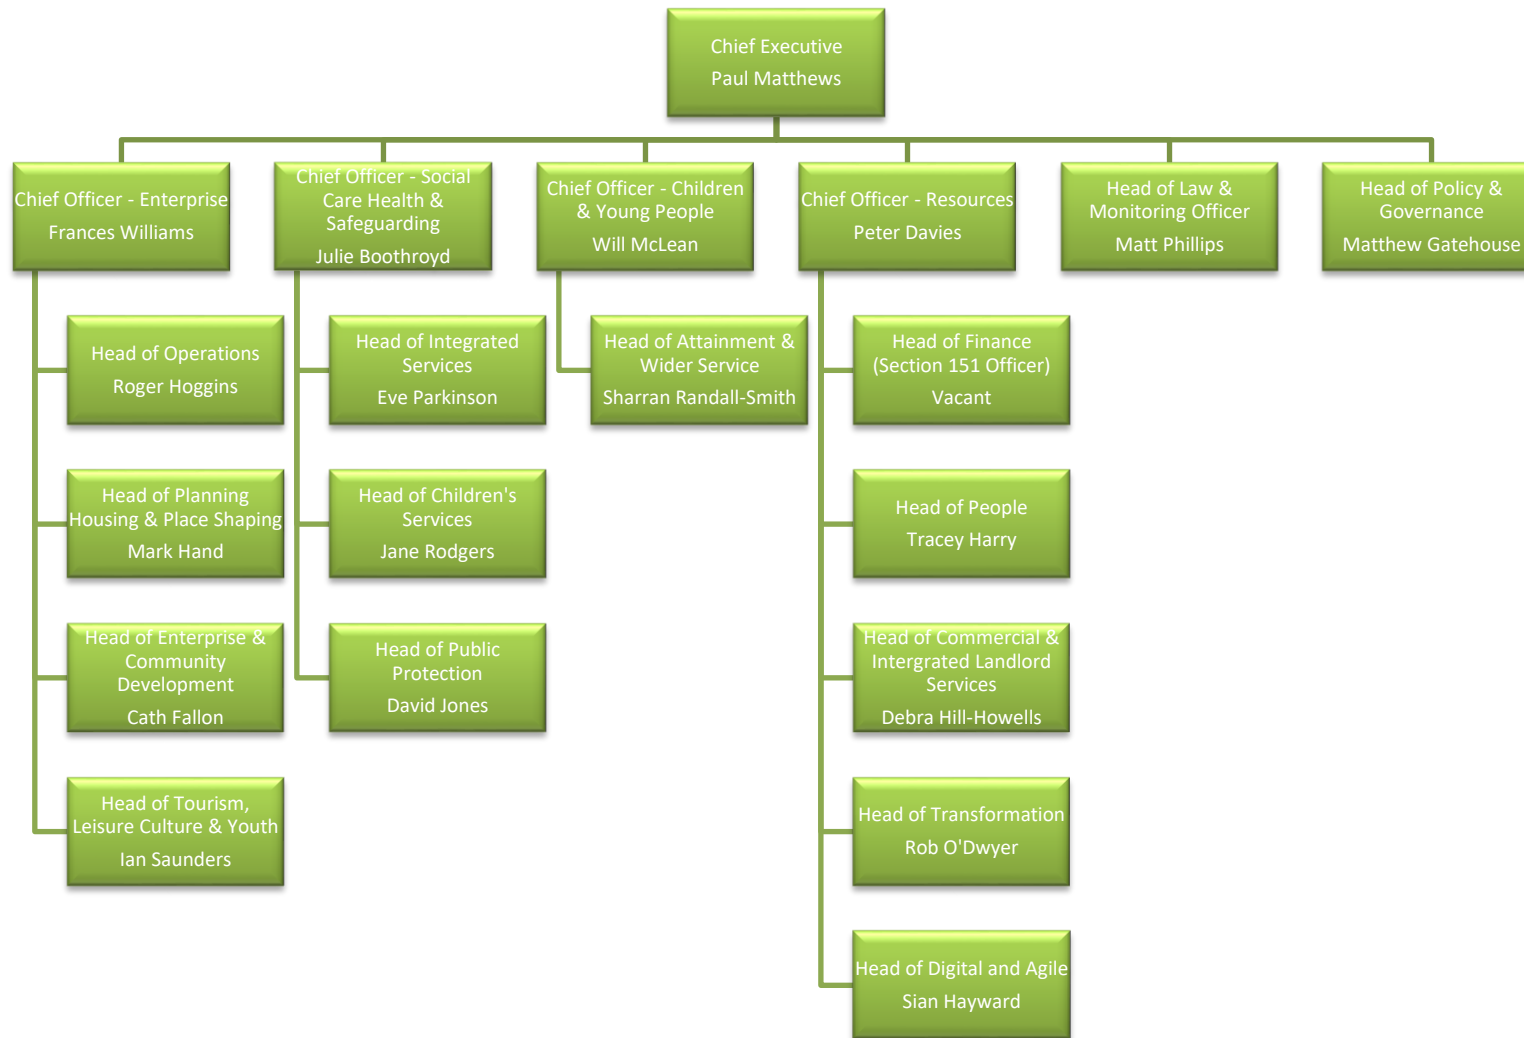 Chief Executive
Paul Matthews
Chief Officer - Enterprise
Frances Williams
Chief Officer - Social
Care Health &
Safeguarding
Julie Boothroyd
Chief Officer - Children
& Young People
Will McLean
Chief Officer - Resources
Peter Davies
Head of Law &
Monitoring Officer
Matt Phillips
Head of Policy &
Governance
Matthew Gatehouse
Head of Operations
Roger Hoggins
Head of Planning
Housing & Place Shaping
Mark Hand
Head of Enterprise &
Community
Development
Cath Fallon
Head of Tourism,
Leisure Culture & Youth
Ian Saunders
Head of Integrated
Services
Eve Parkinson
Head of Children's
Services
Jane Rodgers
Head of Public
Protection
David Jones
Head of Attainment &
Wider Service
Sharran Randall-Smith
Head of Finance
(Section 151 Officer)
Vacant
Head of People
Tracey Harry
Head of Commercial &
Intergrated Landlord
Services
Debra Hill-Howells
Head of Transformation
Rob O'Dwyer
Head of Digital and Agile
Sian Hayward